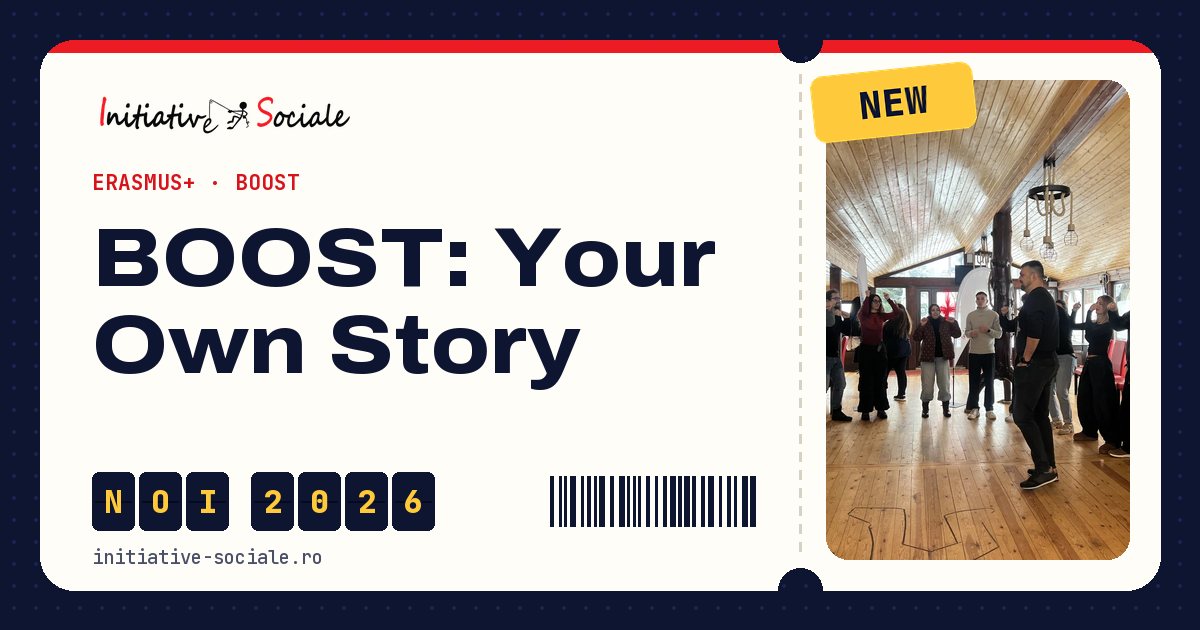 Initiative Sociale
NEW
ERASMUS+ · BOOST
BOOST: Your
Own Story
NOI 2026
initiative-sociale.ro